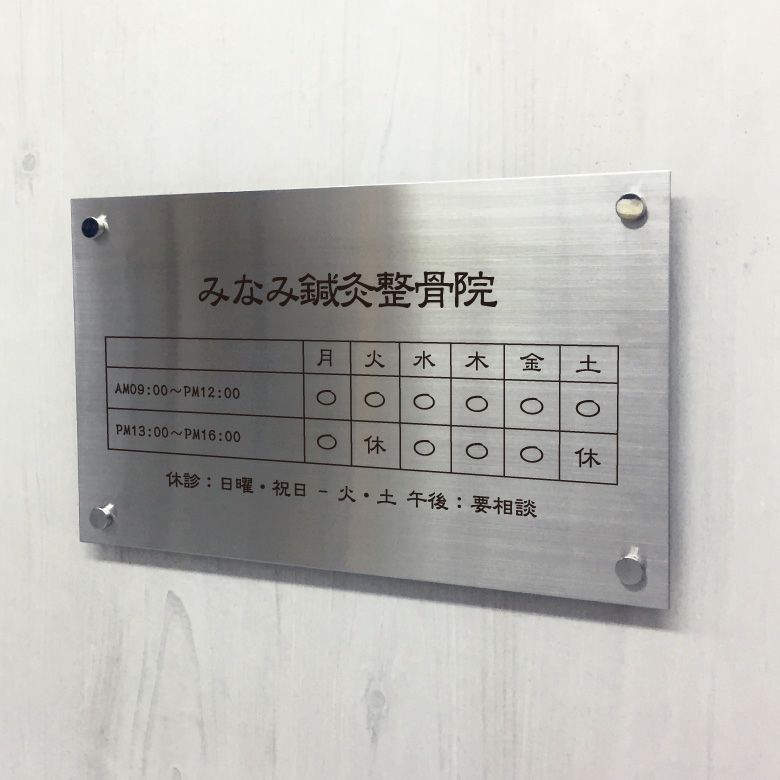 みなみ鍼灸整骨院
月 火 水 木 金 土
AM09:00～PM12:00 〇 〇 〇 〇 〇 〇
PM13:00～PM16:00 〇 休 〇 〇 〇 休
休診：日曜・祝日 － 火・土 午後：要相談